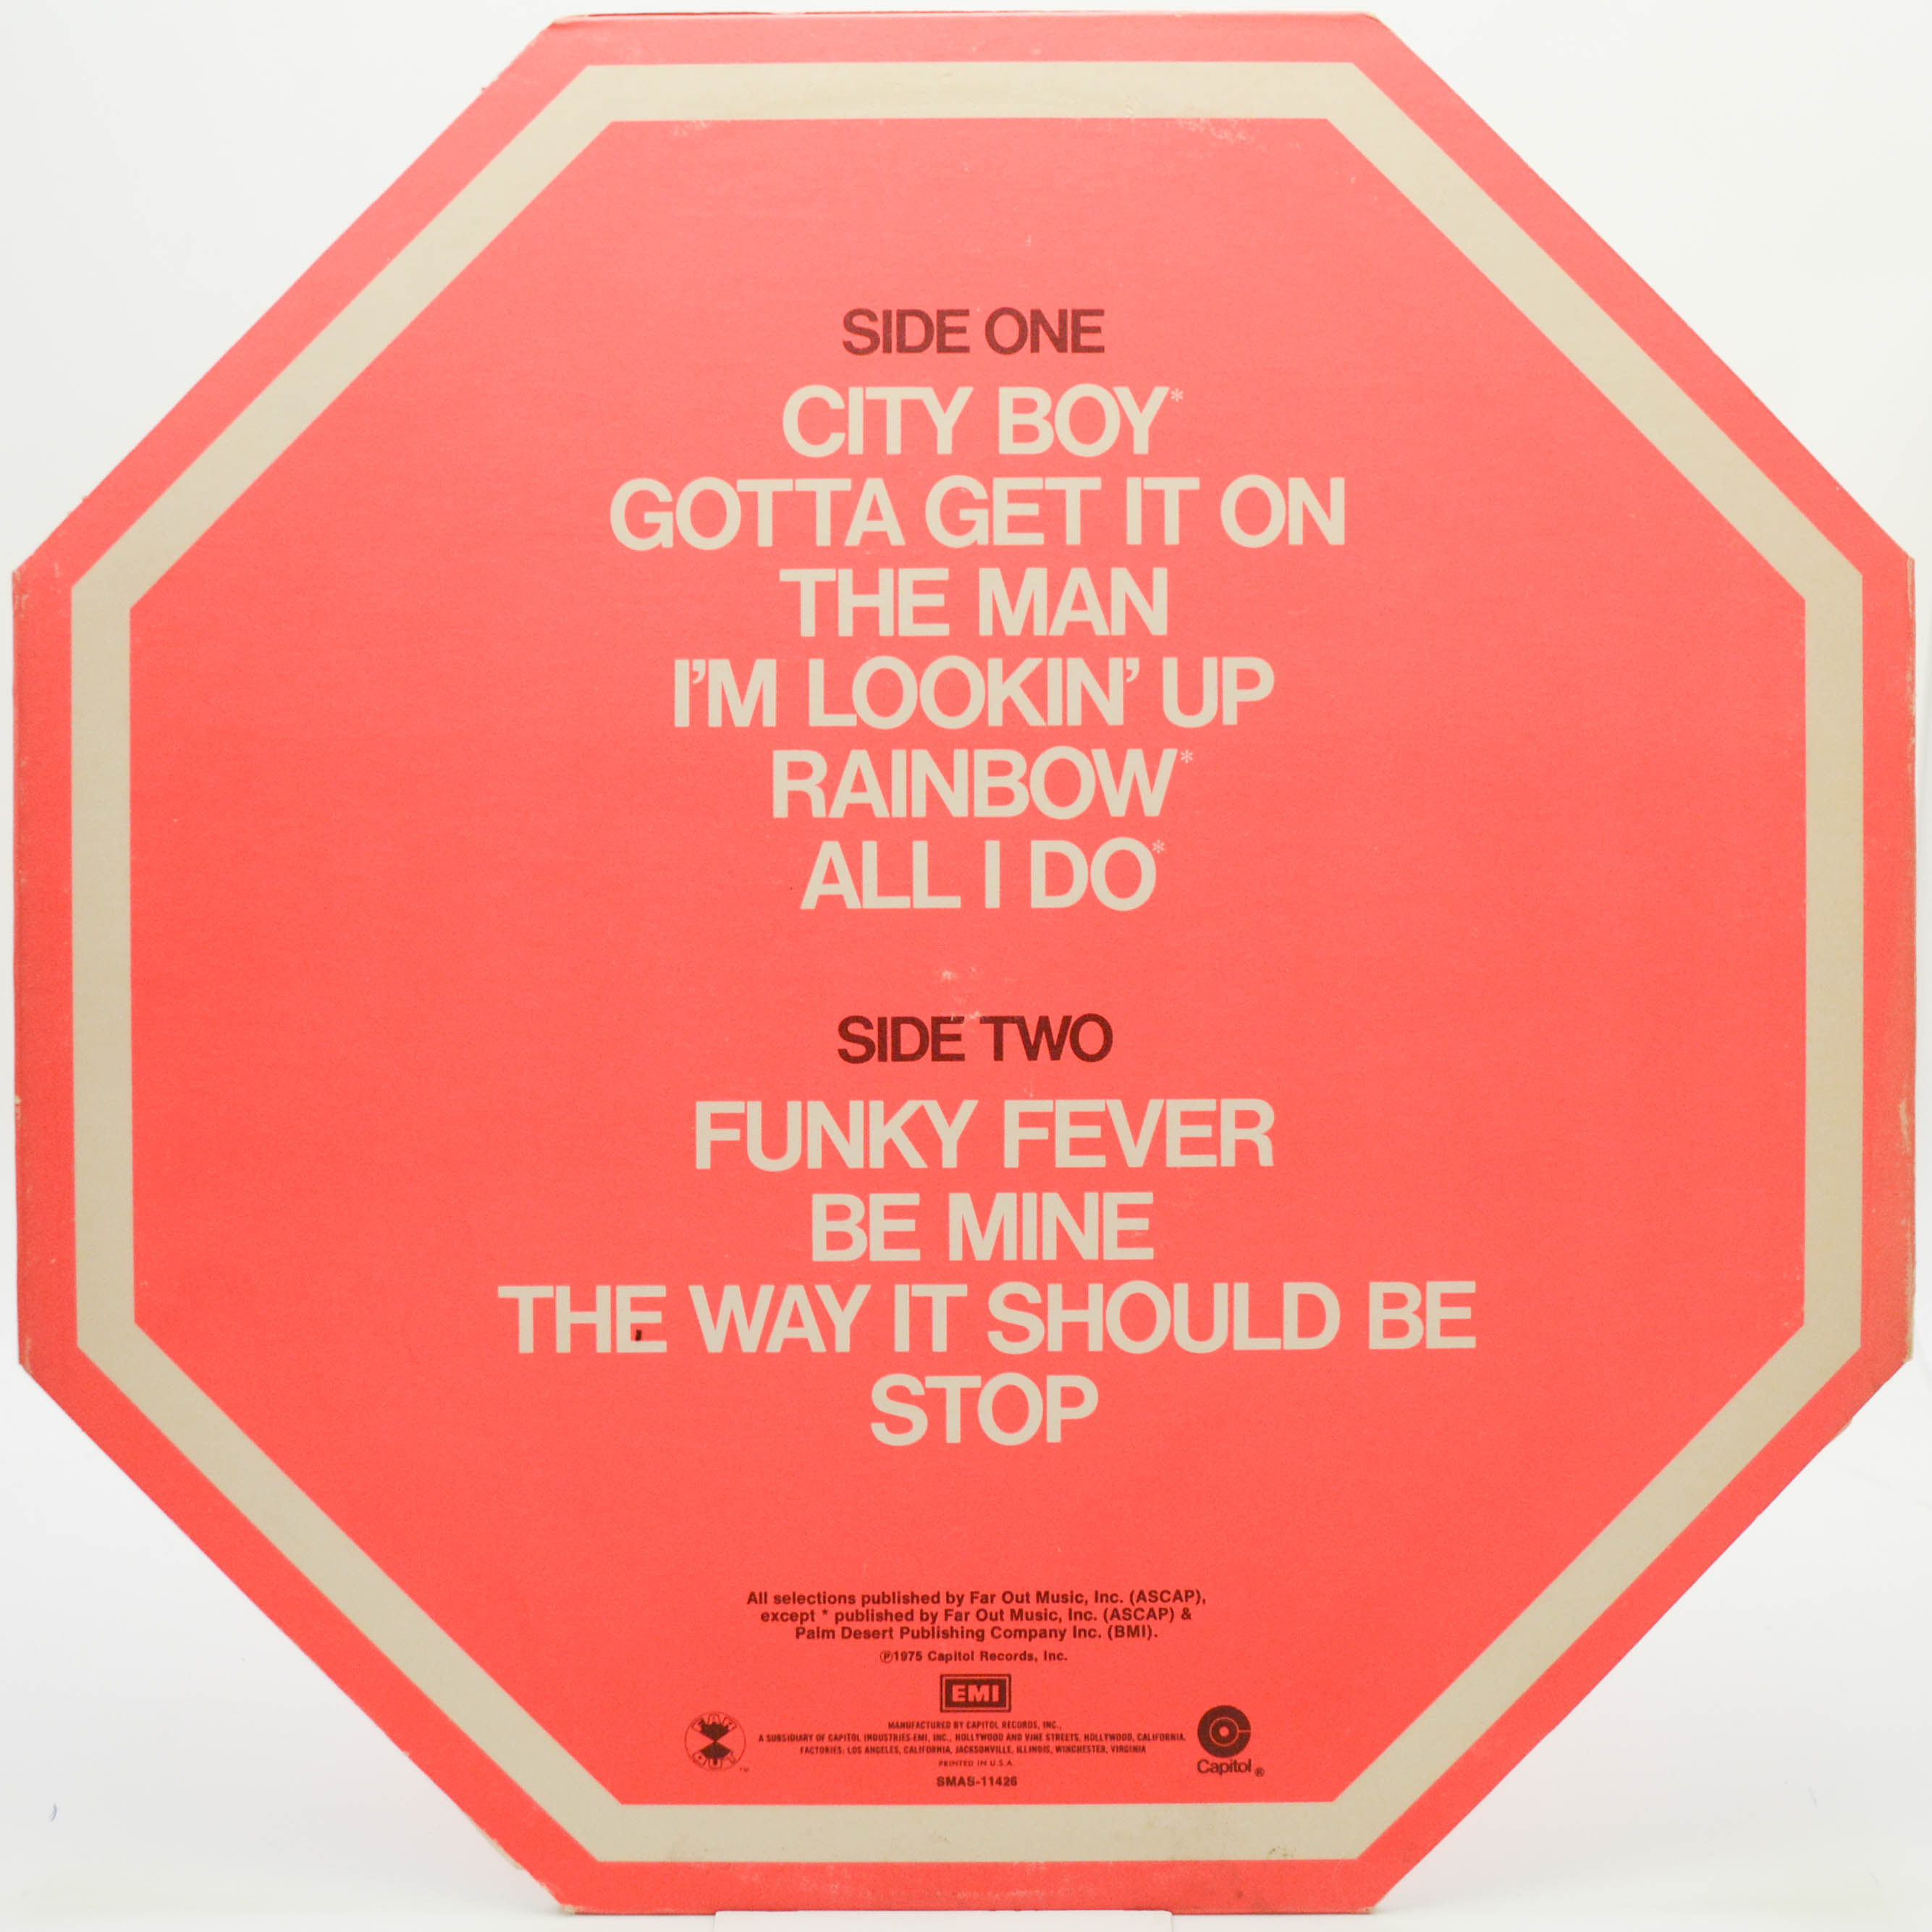 SIDE ONE
CITY BOY*
GOTTA GET IT ON
THE MAN
I'M LOOKIN' UP
RAINBOW*
ALL I DO*
SIDE TWO
FUNKY FEVER
BE MINE
THE WAY IT SHOULD BE
STOP
All selections published by Far Out Music, Inc. (ASCAP),
except * published by Far Out Music, Inc. (ASCAP) &
Palm Desert Publishing Company Inc. (BMI).
℗1975 Capitol Records, Inc.
EMI
MANUFACTURED BY CAPITOL RECORDS, INC.,
A SUBSIDIARY OF CAPITOL INDUSTRIES-EMI, INC., HOLLYWOOD AND VINE STREETS, HOLLYWOOD, CALIFORNIA.
FACTORIES: LOS ANGELES, CALIFORNIA, JACKSONVILLE, ILLINOIS, WINCHESTER, VIRGINIA
PRINTED IN U.S.A.
SMAS-11426
FAR OUT TM
Capitol ®